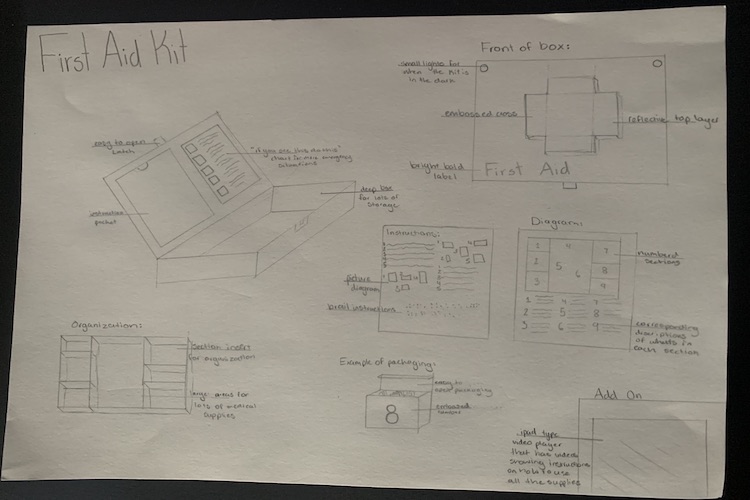 First Aid Kit
easy to open
latch
instruction
packet
"if you see this do this"
chart for more emergency
situations
deep box
for lots of
storage
Front of box:
small lights for
when the kit is
in the dark
embossed cross
reflective top layer
bright bold
label
First Aid
Instructions:
picture
diagram
braille instructions
Diagram:
1 4 7
2 5 6 8
3 9
numbered
sections
1 4 7
2 5 8
3 6 9
corresponding
descriptions
of whats in
each section
Organization:
section inserts
for organization
large areas for
lots of medical
supplies
Example of packaging:
easy to
open packaging
embossed
number
8
Add On
ipad type
video player
that has videos
showing instructions
on how to use
all the supplies